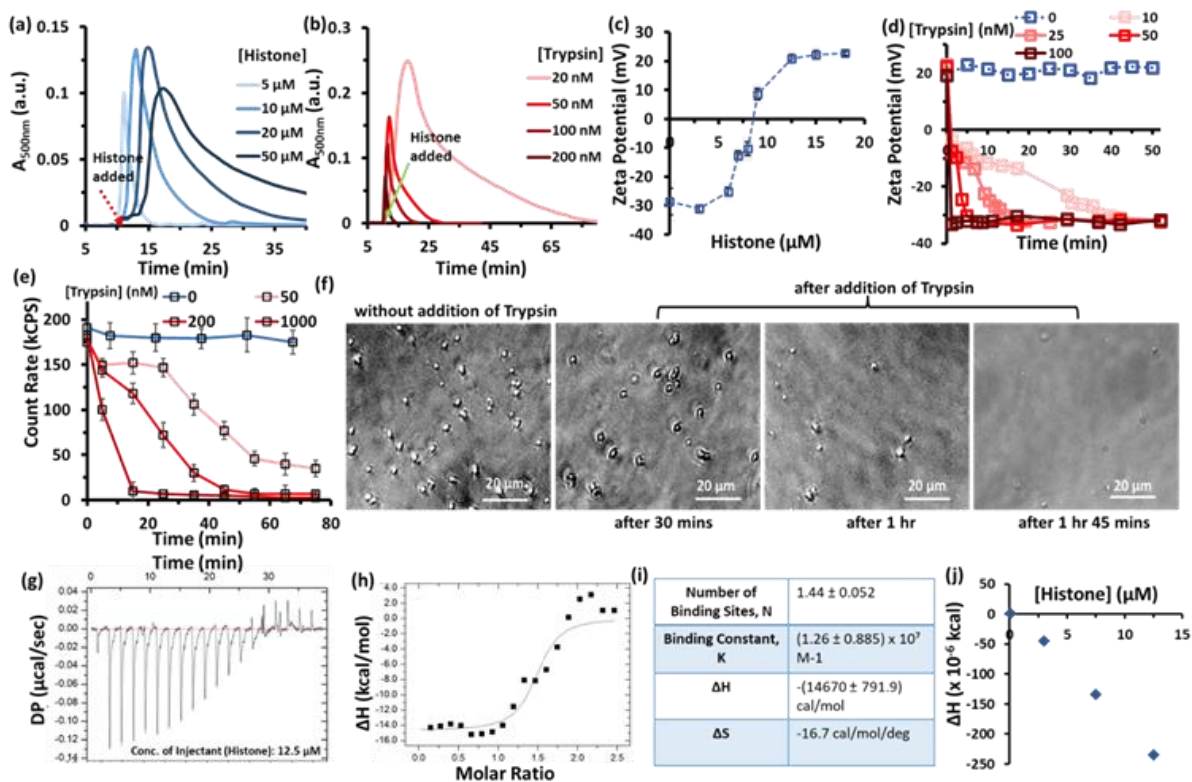 (a)
[Histone]
5 µM
10 µM
20 µM
50 µM
Histone
added
A500nm (a.u.)
0.15
0.1
0.05
0
5 15 25 35
Time (min)
(b)
[Trypsin]
20 nM
50 nM
100 nM
200 nM
Histone
added
A500nm (a.u.)
0.3
0.2
0.1
0
5 25 45 65
Time (min)
(c)
Zeta Potential (mV)
30
20
10
0
-10
-20
-30
-40
0 5 10 15 20
Histone (µM)
(d)
[Trypsin] (nM)
0 10
25 50
100
Zeta Potential (mV)
40
20
0
-20
-40
0 10 20 30 40 50
Time (min)
(e)
[Trypsin] (nM)
0 50
200 1000
Count Rate (kCPS)
200
150
100
50
0
0 20 40 60 80
Time (min)
(f)
after addition of Trypsin
without addition of Trypsin
20 µm 20 µm 20 µm 20 µm
after 30 mins after 1 hr after 1 hr 45 mins
(g)
Time (min)
0 10 20 30
DP (µcal/sec)
0.04
0.02
0.00
-0.02
-0.04
-0.06
-0.08
-0.10
-0.12
-0.14
Conc. of Injectant (Histone): 12.5 µM
(h)
ΔH (kcal/mol)
4.0
2.0
0.0
-2.0
-4.0
-6.0
-8.0
-10.0
-12.0
-14.0
-16.0
0.0 0.5 1.0 1.5 2.0 2.5
Molar Ratio
(i)
Number of
Binding Sites, N
1.44 ± 0.052
Binding Constant,
K
(1.26 ± 0.885) x 10⁷
M-1
ΔH
-(14670 ± 791.9)
cal/mol
ΔS
-16.7 cal/mol/deg
(j)
[Histone] (µM)
0 5 10 15
ΔH (x 10⁻⁶ kcal)
50
0
-50
-100
-150
-200
-250